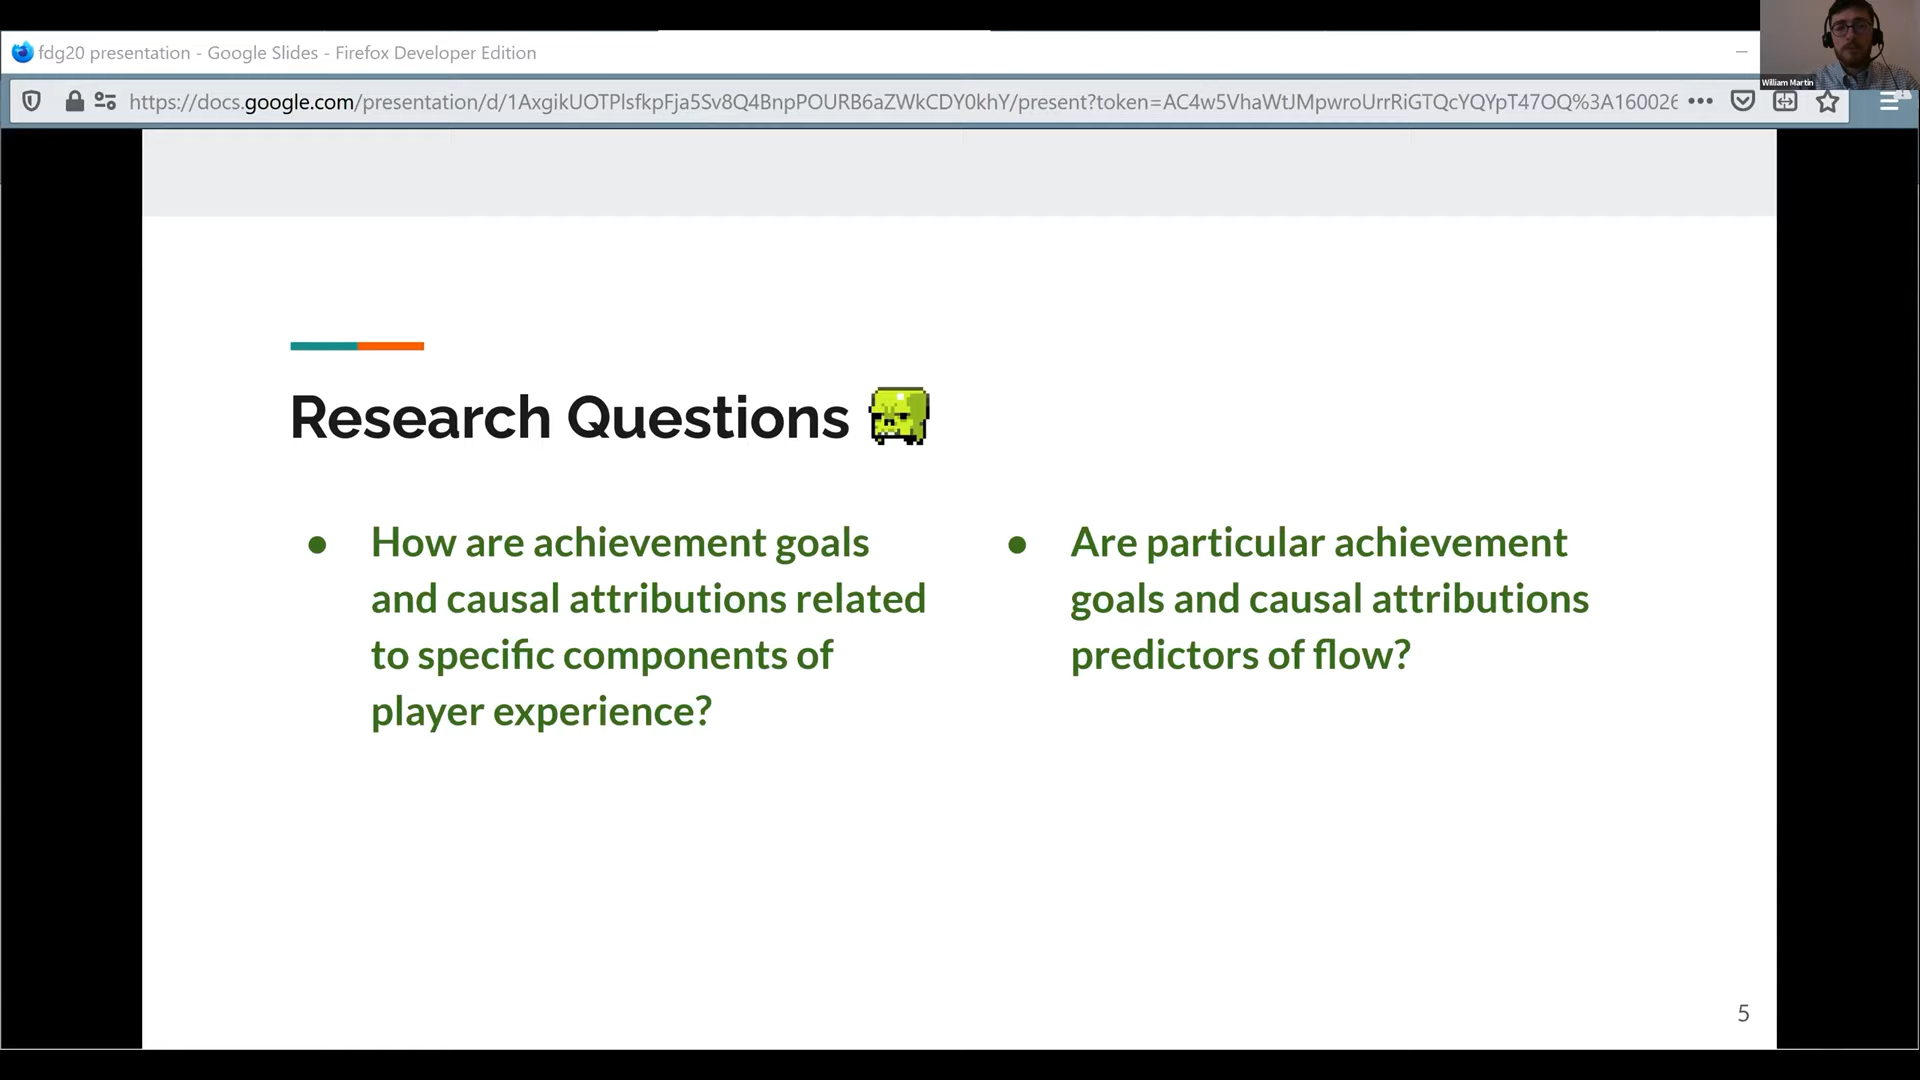 fdg20 presentation - Google Slides - Firefox Developer Edition
William Martin
https://docs.google.com/presentation/d/1AxgikUOTPlsfkpFja5Sv8Q4BnpPOURB6aZWkCDY0khY/present?token=AC4w5VhaWtJMpwroUrrRiGTQcYQYpT47OQ%3A160026
Research Questions
● How are achievement goals
and causal attributions related
to specific components of
player experience?
● Are particular achievement
goals and causal attributions
predictors of flow?
5